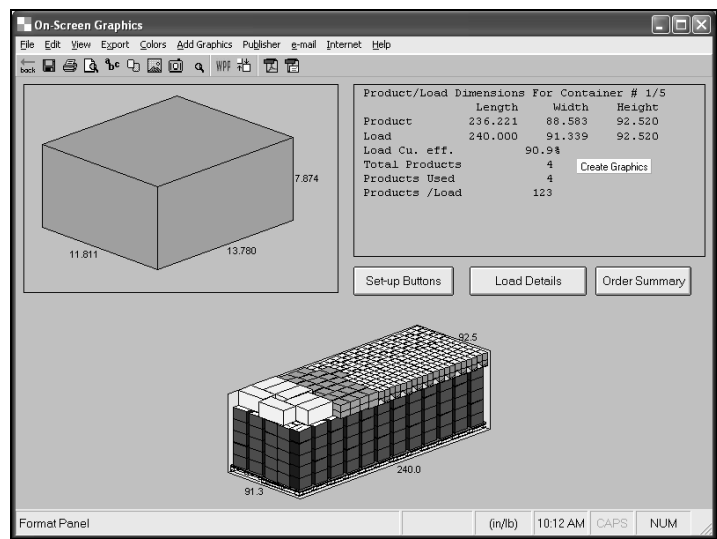 On-Screen Graphics
File Edit View Export Colors Add Graphics Publisher e-mail Internet Help
back abc WPF
Product/Load Dimensions For Container # 1/5
Length Width Height
Product 236.221 88.583 92.520
Load 240.000 91.339 92.520
Load Cu. eff. 90.9%
Total Products 4
Create Graphics
Products Used 4
Products /Load 123
7.874
11.811
13.780
Set-up Buttons Load Details Order Summary
92.5
240.0
91.3
Format Panel (in/lb) 10:12 AM CAPS NUM